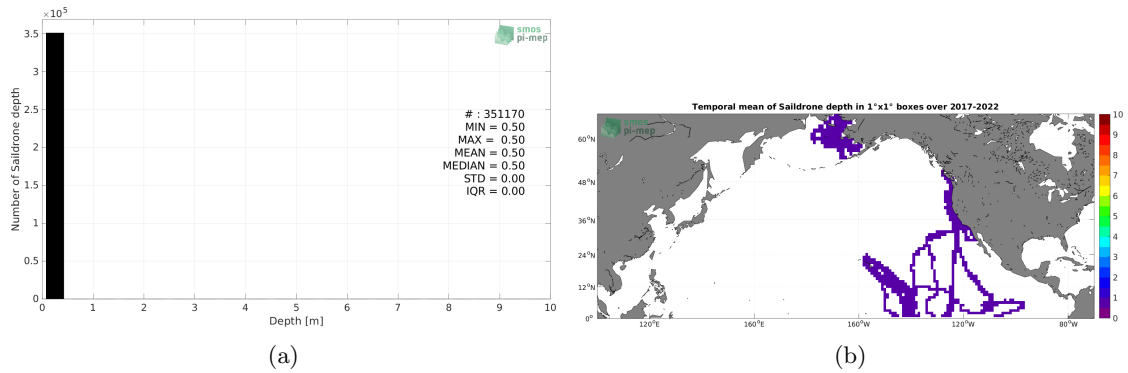 ×10⁵
3.5
3
2.5
2
1.5
1
0.5
0
Number of Saildrone depth
smos
pi-mep
# : 351170
MIN = 0.50
MAX = 0.50
MEAN = 0.50
MEDIAN = 0.50
STD = 0.00
IQR = 0.00
0 1 2 3 4 5 6 7 8 9 10
Depth [m]
(a)
Temporal mean of Saildrone depth in 1°x1° boxes over 2017-2022
smos
pi-mep
60°N
48°N
36°N
24°N
12°N
0°
120°E 160°E 160°W 120°W 80°W
10
9
8
7
6
5
4
3
2
1
0
(b)